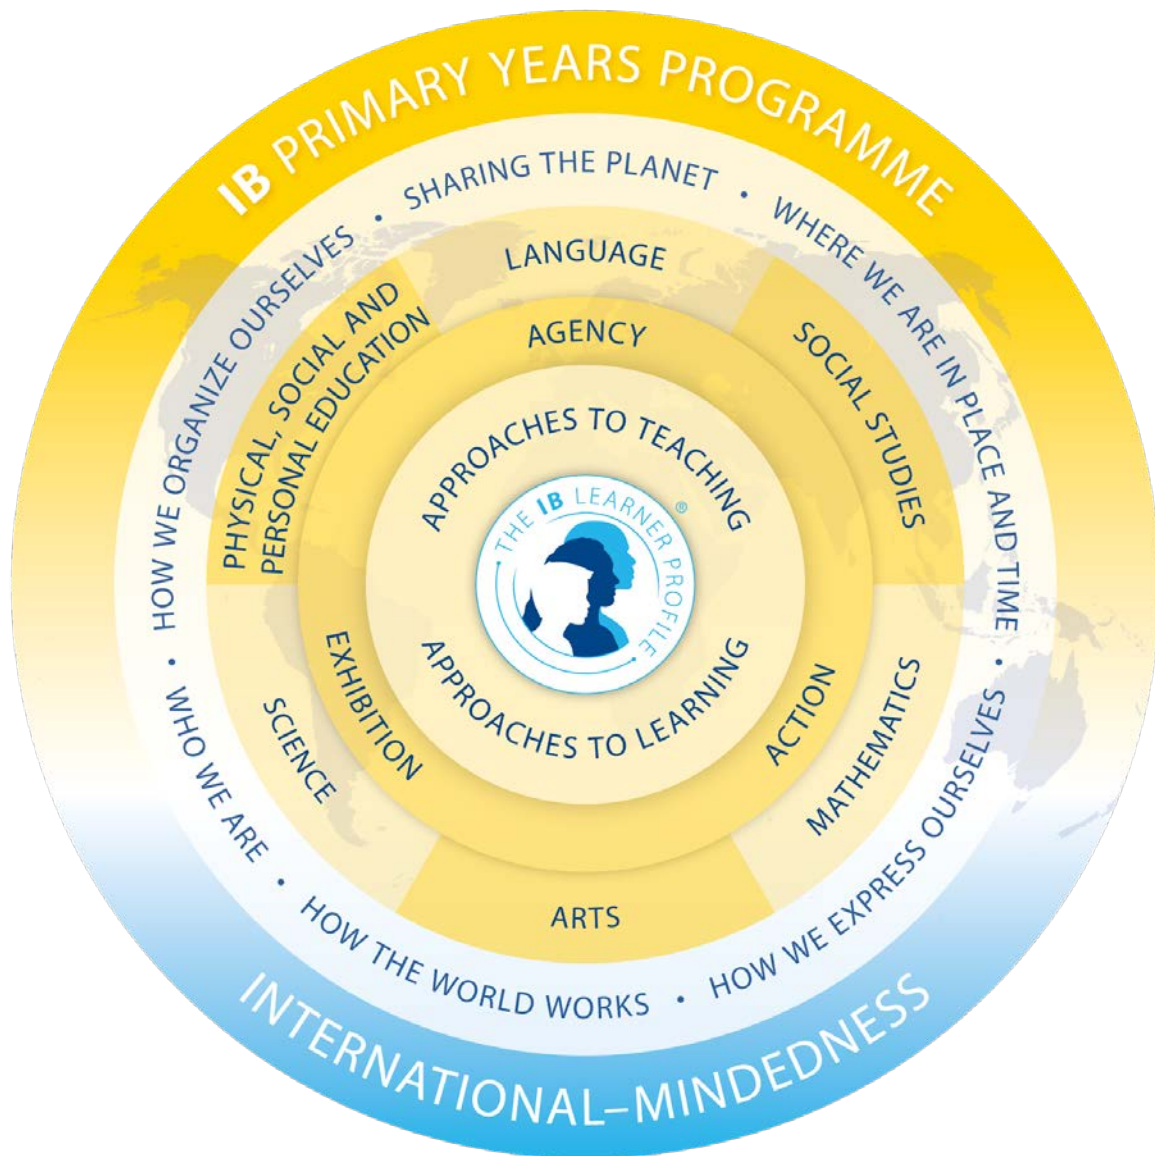 IB PRIMARY YEARS PROGRAMME
SHARING THE PLANET
•
WHERE WE ARE IN PLACE AND TIME
•
HOW WE EXPRESS OURSELVES
•
HOW THE WORLD WORKS
•
WHO WE ARE
•
HOW WE ORGANIZE OURSELVES
•
LANGUAGE
SOCIAL STUDIES
MATHEMATICS
ARTS
SCIENCE
PHYSICAL, SOCIAL AND
PERSONAL EDUCATION
AGENCY
ACTION
EXHIBITION
APPROACHES TO TEACHING
THE IB LEARNER PROFILE
®
APPROACHES TO LEARNING
INTERNATIONAL–MINDEDNESS